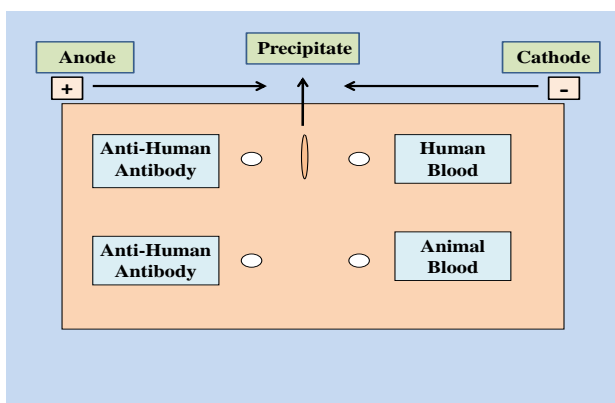 Anode
Precipitate
Cathode
+
-
Anti-Human
Antibody
Human
Blood
Anti-Human
Antibody
Animal
Blood